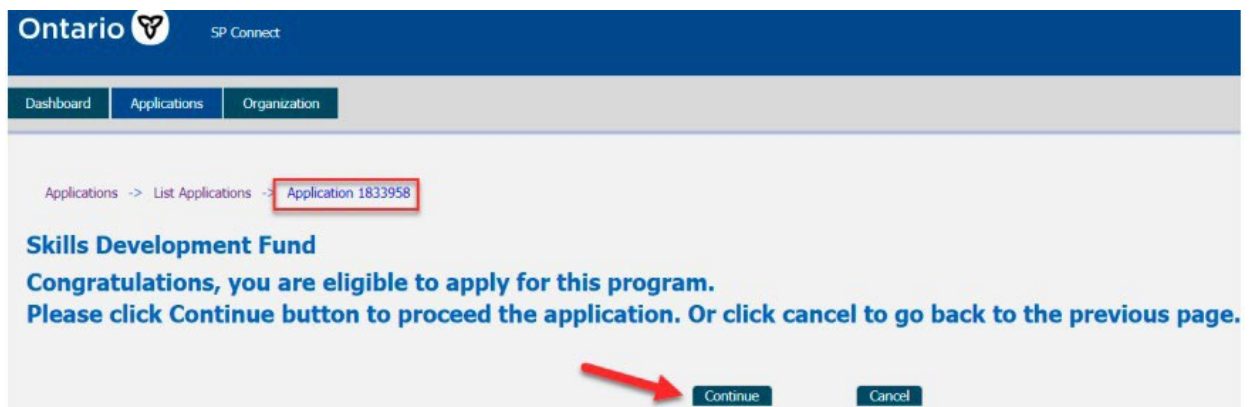 Ontario SP Connect
Dashboard Applications Organization
Applications -> List Applications -> Application 1833958
Skills Development Fund
Congratulations, you are eligible to apply for this program.
Please click Continue button to proceed the application. Or click cancel to go back to the previous page.
Continue Cancel